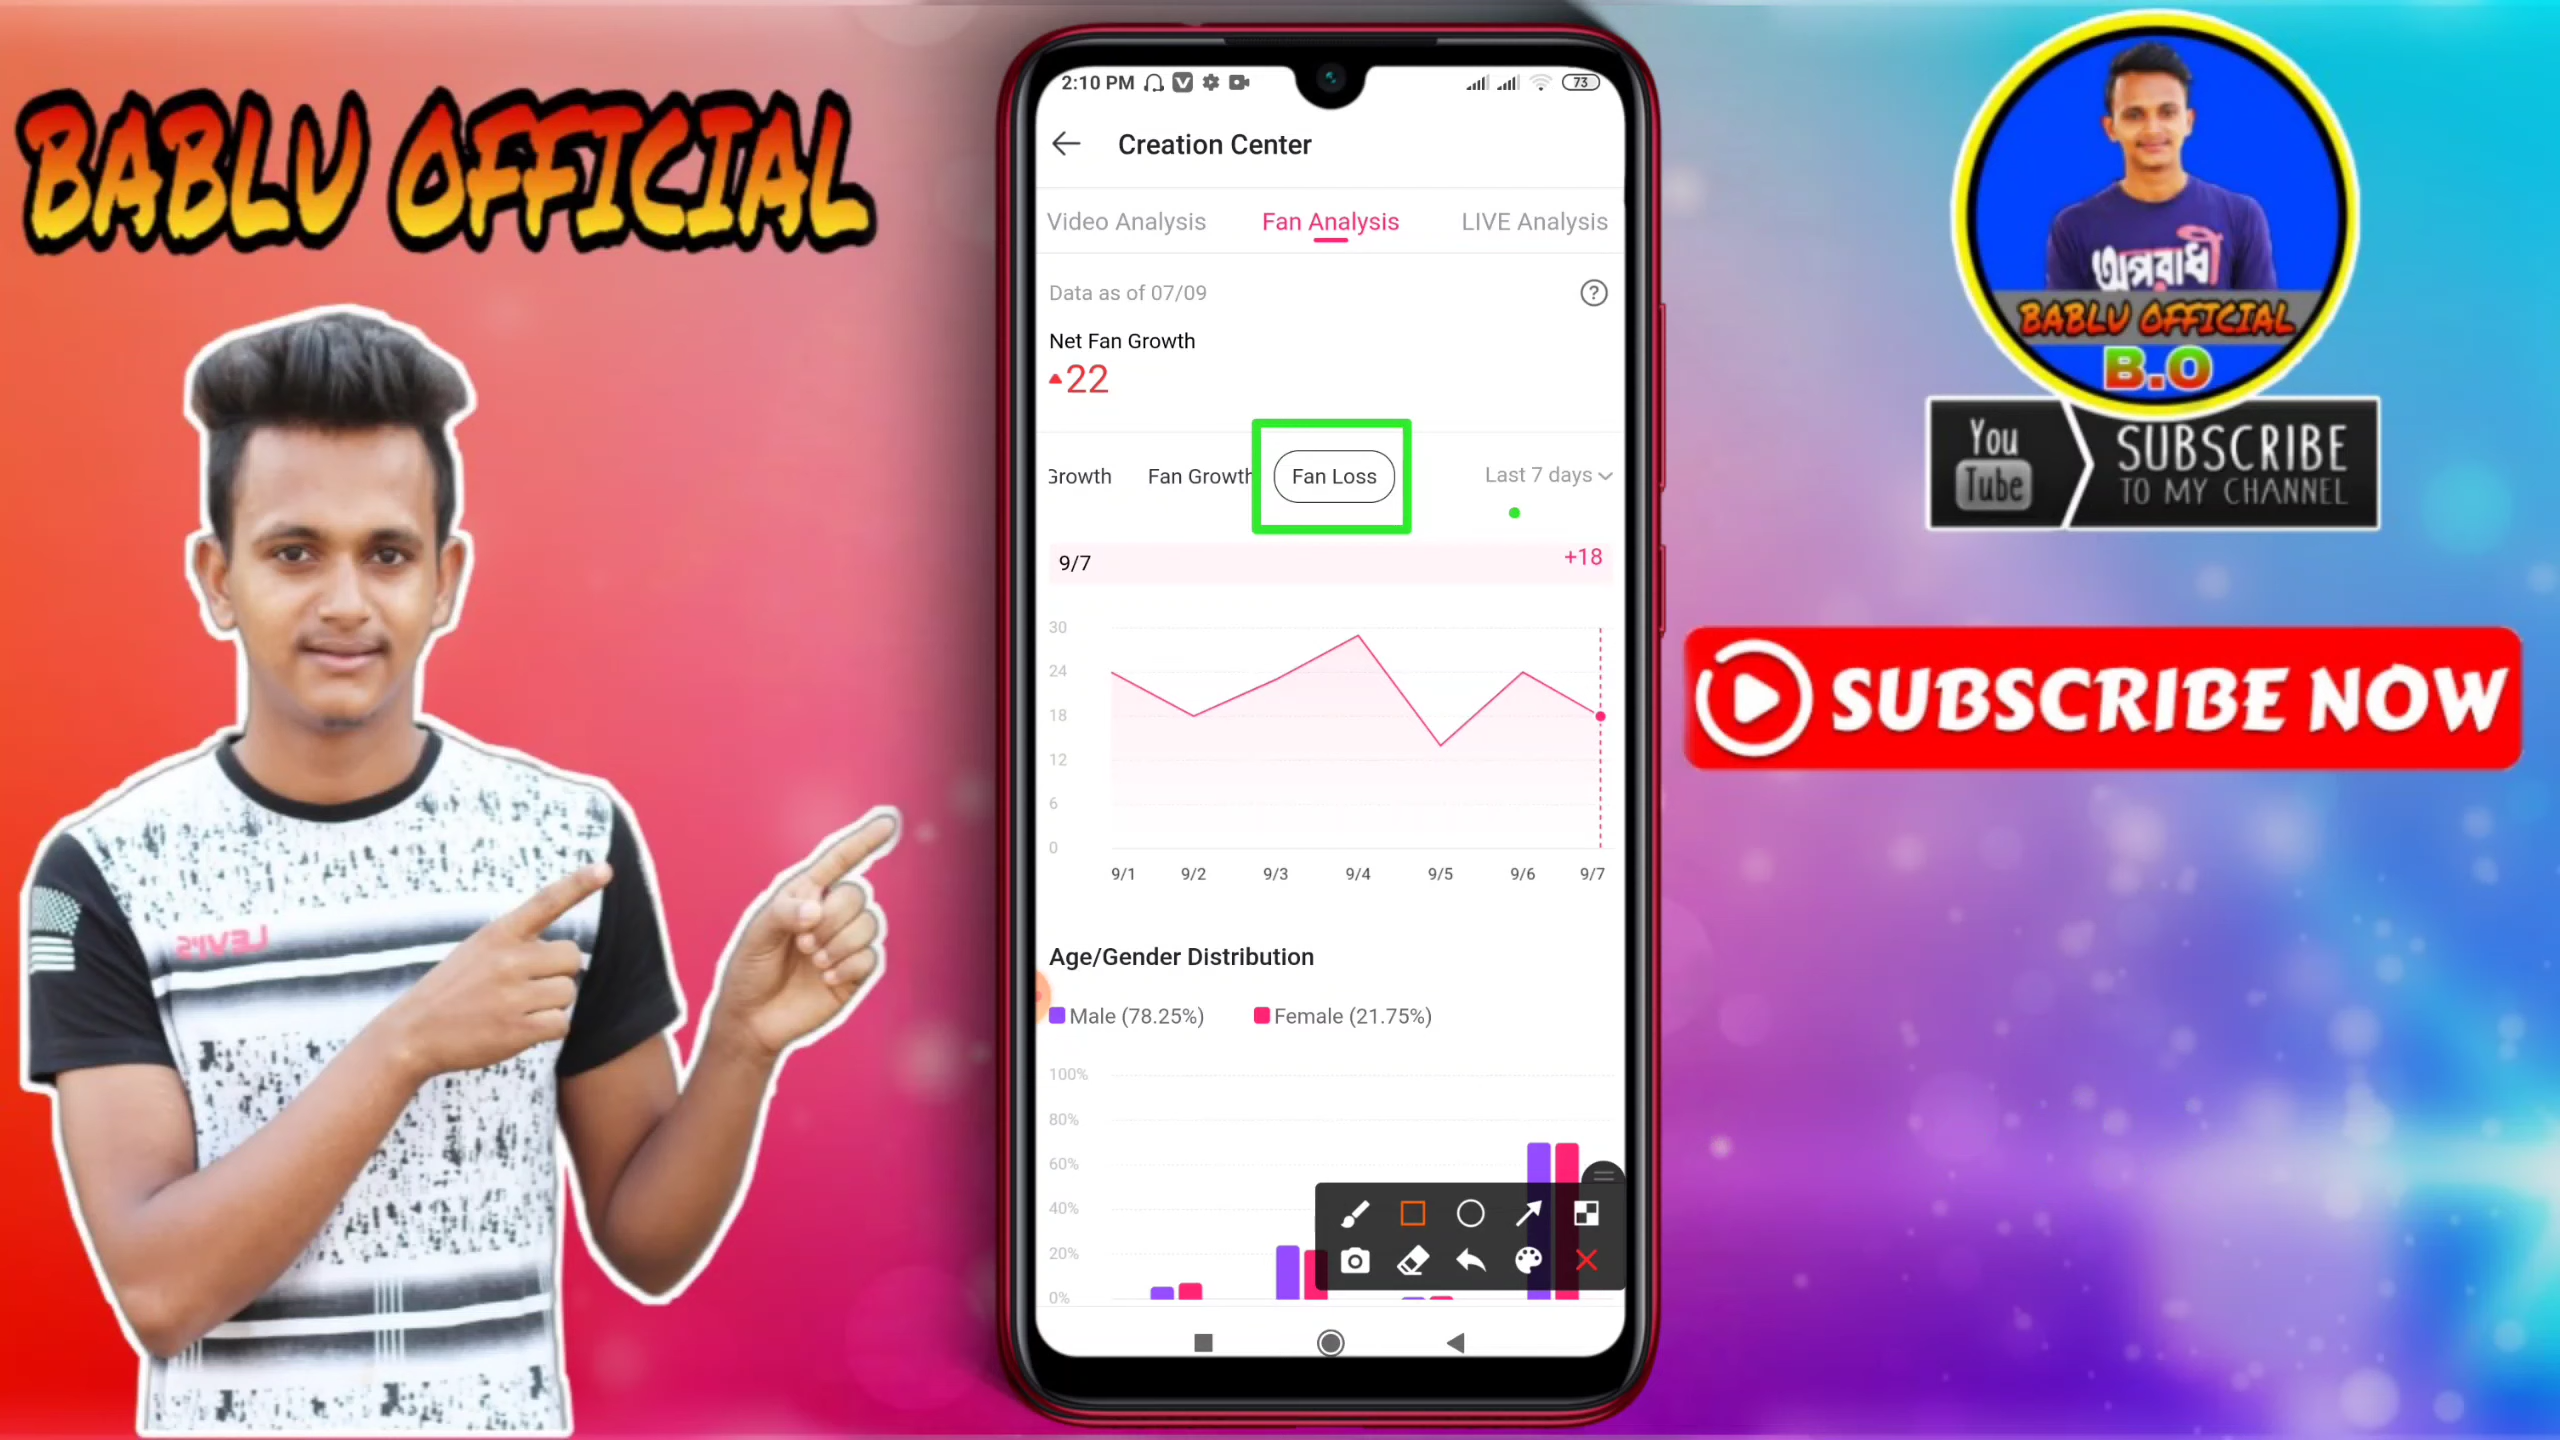 BABLU OFFICIAL
LEVI'S
2:10 PM
73
Creation Center
Video Analysis
Fan Analysis
LIVE Analysis
Data as of 07/09
?
Net Fan Growth
22
Growth
Fan Growth
Fan Loss
Last 7 days
9/7
+18
30
24
18
12
6
0
9/1
9/2
9/3
9/4
9/5
9/6
9/7
Age/Gender Distribution
Male (78.25%)
Female (21.75%)
100%
80%
60%
40%
20%
0%
অপরাধী
BABLU OFFICIAL
B.O
You Tube
SUBSCRIBE
TO MY CHANNEL
SUBSCRIBE NOW